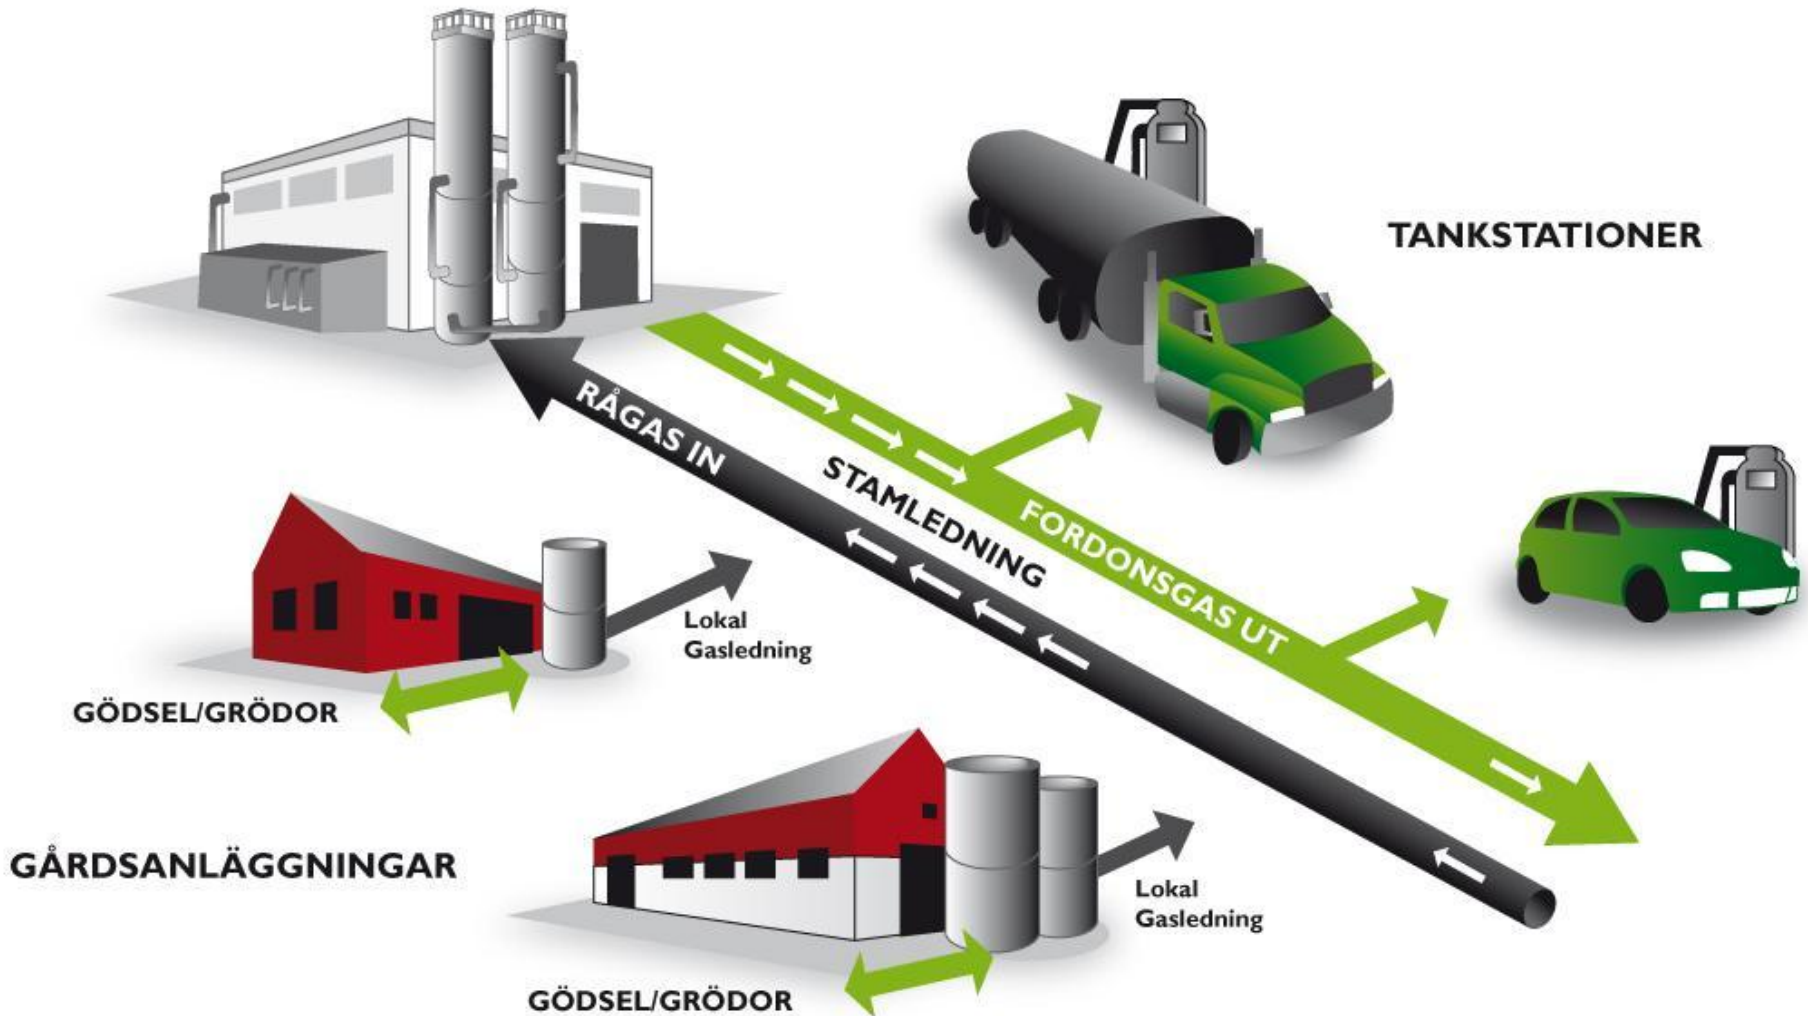 TANKSTATIONER
RÅGAS IN
STAMLEDNING
FORDONSGAS UT
Lokal
Gasledning
GÖDSEL/GRÖDOR
GÅRDSANLÄGGNINGAR
Lokal
Gasledning
GÖDSEL/GRÖDOR